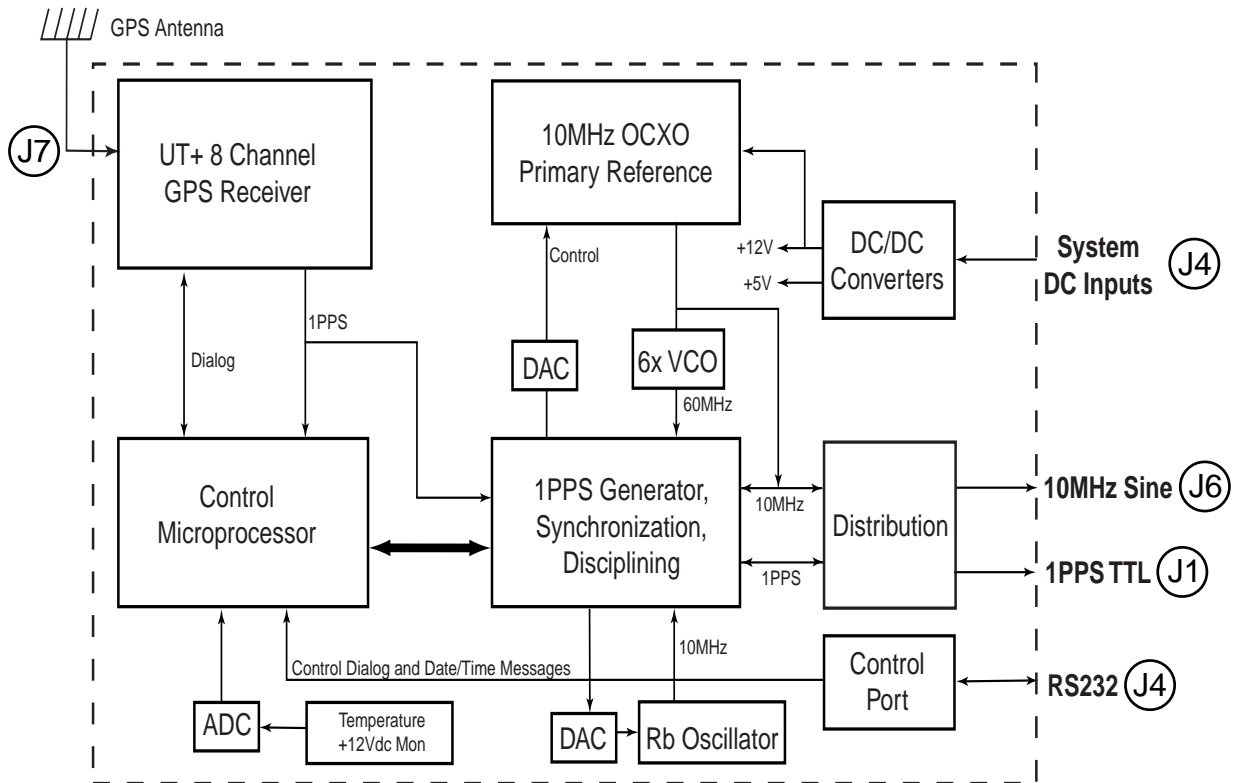 GPS Antenna
J7
UT+ 8 Channel
GPS Receiver
10MHz OCXO
Primary Reference
DC/DC
Converters
+12V
+5V
System
DC Inputs
J4
Control
1PPS
Dialog
DAC
6x VCO
60MHz
Control
Microprocessor
1PPS Generator,
Synchronization,
Disciplining
10MHz
1PPS
Distribution
10MHz Sine
J6
1PPS TTL
J1
Control Dialog and Date/Time Messages
10MHz
Control
Port
RS232
J4
ADC
Temperature
+12Vdc Mon
DAC
Rb Oscillator